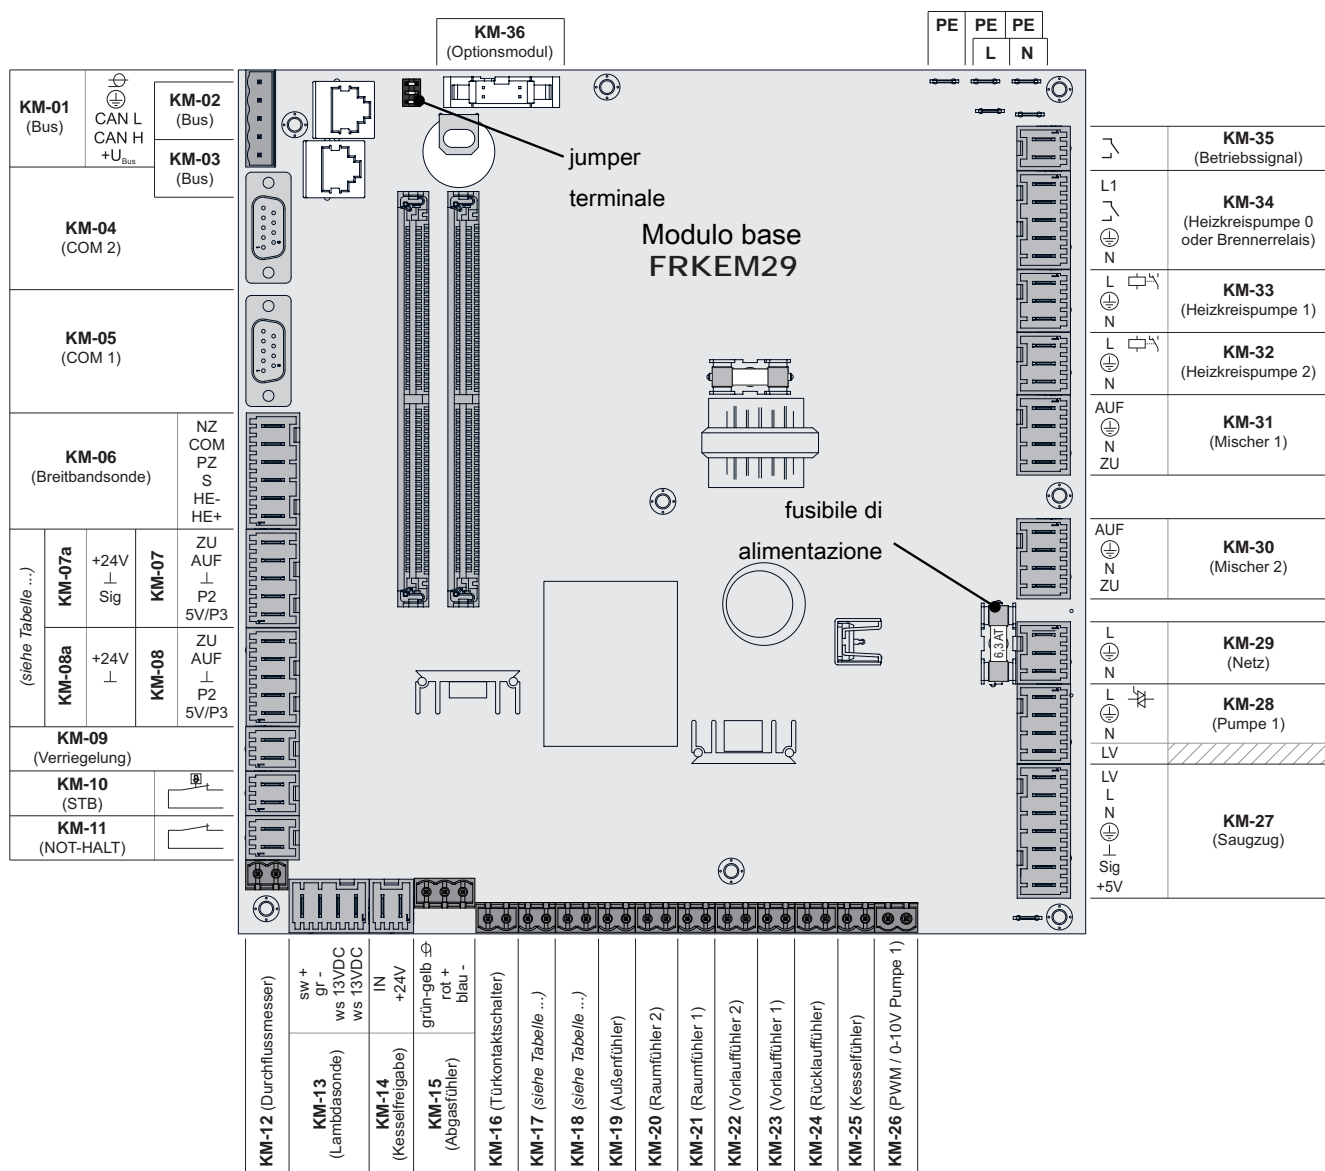 KM-36
(Optionsmodul)
PE PE PE
L N
KM-01
(Bus)
CAN L
CAN H
+U Bus
KM-02
(Bus)
KM-03
(Bus)
KM-04
(COM 2)
KM-05
(COM 1)
KM-06
(Breitbandsonde)
NZ
COM
PZ
S
HE-
HE+
(siehe Tabelle ...)
KM-07a
+24V
⊥
Sig
KM-07
ZU
AUF
⊥
P2
5V/P3
KM-08a
+24V
⊥
KM-08
ZU
AUF
⊥
P2
5V/P3
KM-09
(Verriegelung)
KM-10
(STB)
KM-11
(NOT-HALT)
jumper
terminale
Modulo base
FRKEM29
fusibile di
alimentazione
6,3 AT
KM-35
(Betriebssignal)
L1
N
KM-34
(Heizkreispumpe 0
oder Brennerrelais)
L
N
KM-33
(Heizkreispumpe 1)
L
N
KM-32
(Heizkreispumpe 2)
AUF
N
ZU
KM-31
(Mischer 1)
AUF
N
ZU
KM-30
(Mischer 2)
L
N
KM-29
(Netz)
L
N
LV
KM-28
(Pumpe 1)
LV
L
N
⊥
Sig
+5V
KM-27
(Saugzug)
KM-12 (Durchflussmesser)
sw +
gr -
ws 13VDC
ws 13VDC
KM-13
(Lambdasonde)
IN
+24V
KM-14
(Kesselfreigabe)
grün-gelb
rot +
blau -
KM-15
(Abgasfühler)
KM-16 (Türkontaktschalter)
KM-17 (siehe Tabelle ...)
KM-18 (siehe Tabelle ...)
KM-19 (Außenfühler)
KM-20 (Raumfühler 2)
KM-21 (Raumfühler 1)
KM-22 (Vorlauffühler 2)
KM-23 (Vorlauffühler 1)
KM-24 (Rücklauffühler)
KM-25 (Kesselfühler)
KM-26 (PWM / 0-10V Pumpe 1)